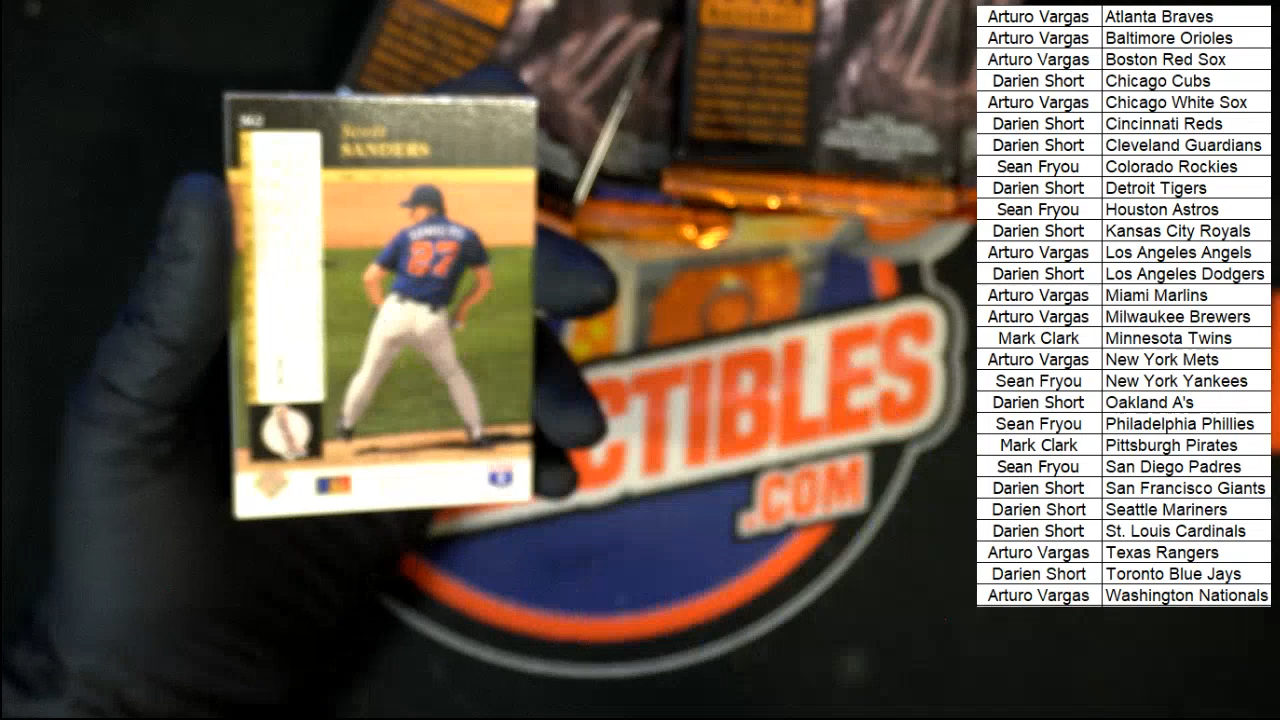 Scott
SANDERS
SANDERS
27
CTIBLES
.COM
Arturo Vargas Atlanta Braves
Arturo Vargas Baltimore Orioles
Arturo Vargas Boston Red Sox
Darien Short Chicago Cubs
Arturo Vargas Chicago White Sox
Darien Short Cincinnati Reds
Darien Short Cleveland Guardians
Sean Fryou Colorado Rockies
Darien Short Detroit Tigers
Sean Fryou Houston Astros
Darien Short Kansas City Royals
Arturo Vargas Los Angeles Angels
Darien Short Los Angeles Dodgers
Arturo Vargas Miami Marlins
Arturo Vargas Milwaukee Brewers
Mark Clark Minnesota Twins
Arturo Vargas New York Mets
Sean Fryou New York Yankees
Darien Short Oakland A's
Sean Fryou Philadelphia Phillies
Mark Clark Pittsburgh Pirates
Sean Fryou San Diego Padres
Darien Short San Francisco Giants
Darien Short Seattle Mariners
Darien Short St. Louis Cardinals
Arturo Vargas Texas Rangers
Darien Short Toronto Blue Jays
Arturo Vargas Washington Nationals